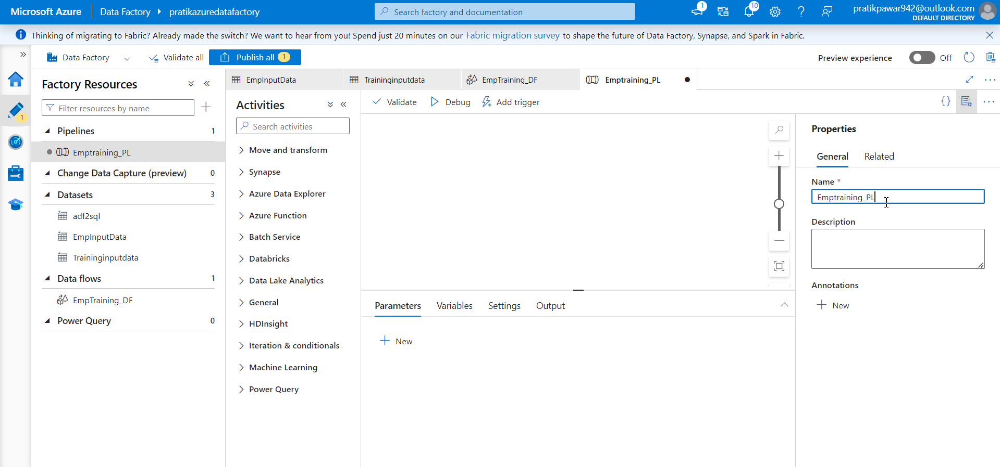 Microsoft Azure Data Factory pratikazuredatafactory Search factory and documentation 1 10 pratikpawar942@outlook.com
DEFAULT DIRECTORY
Thinking of migrating to Fabric? Already made the switch? We want to hear from you! Spend just 20 minutes on our Fabric migration survey to shape the future of Data Factory, Synapse, and Spark in Fabric.
Data Factory Validate all Publish all 1 Preview experience Off
Factory Resources
Filter resources by name
1
Pipelines 1
Emptraining_PL
Change Data Capture (preview) 0
Datasets 3
adf2sql
EmpInputData
Traininginputdata
Data flows 1
EmpTraining_DF
Power Query 0
EmpInputData Traininginputdata EmpTraining_DF Emptraining_PL
Activities
Search activities
Move and transform
Synapse
Azure Data Explorer
Azure Function
Batch Service
Databricks
Data Lake Analytics
General
HDInsight
Iteration & conditionals
Machine Learning
Power Query
Validate Debug Add trigger
Parameters Variables Settings Output
New
Properties
General Related
Name *
Emptraining_PL
Description
Annotations
New